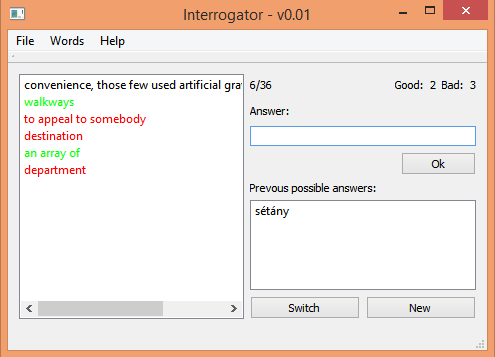 Interrogator - v0.01
File Words Help
convenience, those few used artificial gra
walkways
to appeal to somebody
destination
an array of
department
6/36 Good: 2 Bad: 3
Answer:
Ok
Prevous possible answers:
sétány
Switch New